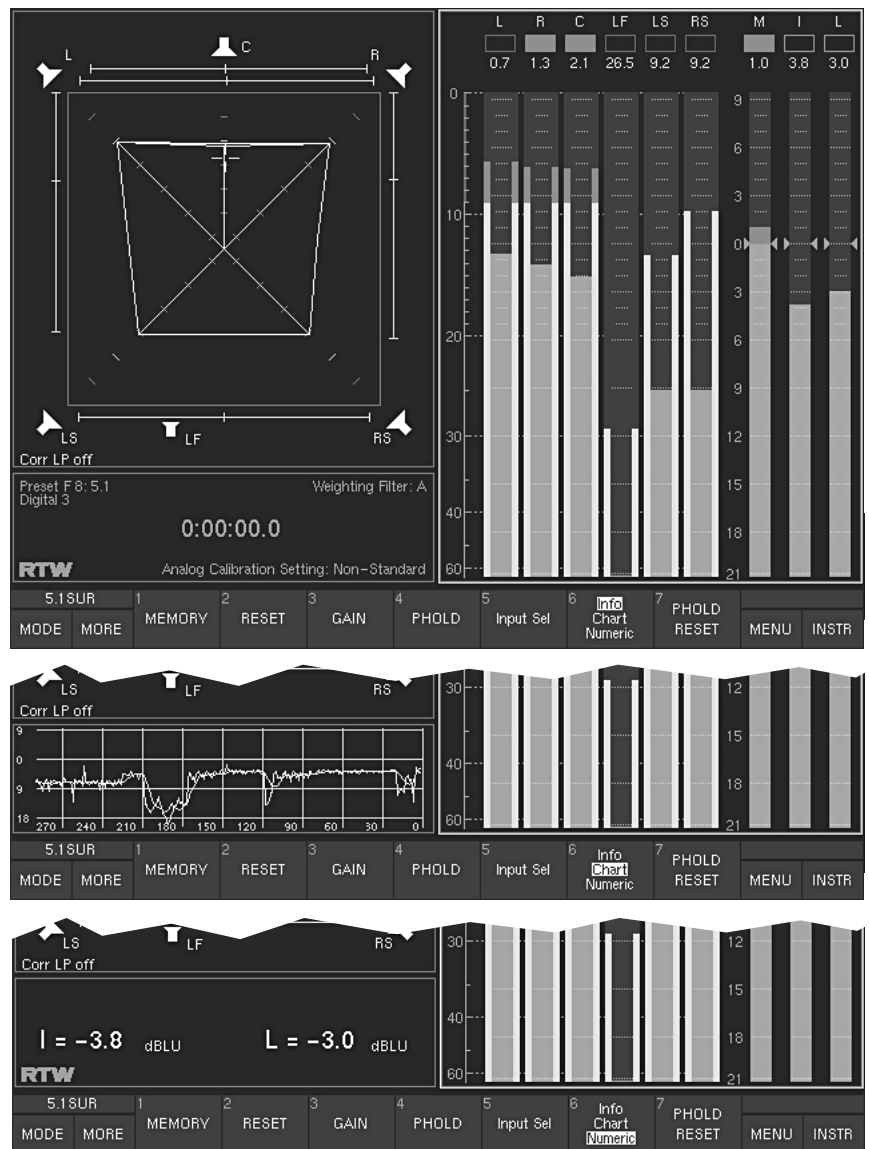 L R C LF LS RS M I L
0.7 1.3 2.1 26.5 9.2 9.2 1.0 3.8 3.0
L C R
0 9
6
3
10 0
3
20 6
9
30 12
15
40 18
60 21
LS LF RS
Corr LP off
Preset F 8: 5.1 Weighting Filter: A
Digital 3
0:00:00.0
RTW Analog Calibration Setting: Non-Standard
5.1SUR 1 2 3 4 5 6 Info 7 PHOLD
MODE MORE MEMORY RESET GAIN PHOLD Input Sel Chart RESET MENU INSTR
Numeric
LS LF RS 30 12
Corr LP off
9 15
0 40 18
9
18 60 21
270 240 210 180 150 120 90 60 30 0
5.1SUR 1 2 3 4 5 6 Info 7 PHOLD
MODE MORE MEMORY RESET GAIN PHOLD Input Sel Chart RESET MENU INSTR
Numeric
LS LF RS 30 12
Corr LP off
15
40 18
I = -3.8 dBLU L = -3.0 dBLU
RTW 60 21
5.1SUR 1 2 3 4 5 6 Info 7 PHOLD
MODE MORE MEMORY RESET GAIN PHOLD Input Sel Chart RESET MENU INSTR
Numeric